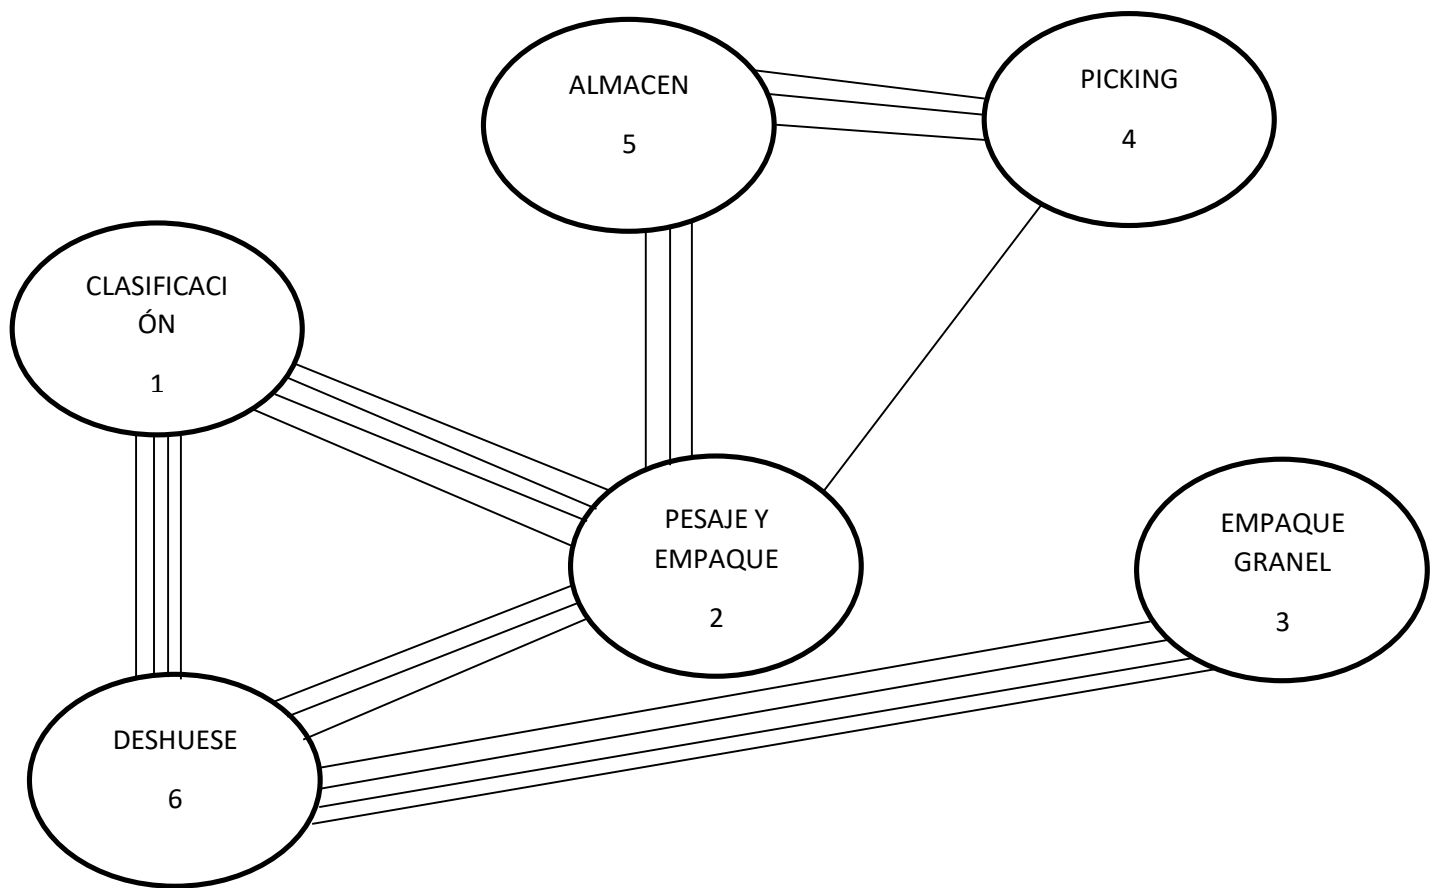 ALMACEN
5
PICKING
4
CLASIFICACI
ÓN
1
PESAJE Y
EMPAQUE
2
EMPAQUE
GRANEL
3
DESHUESE
6